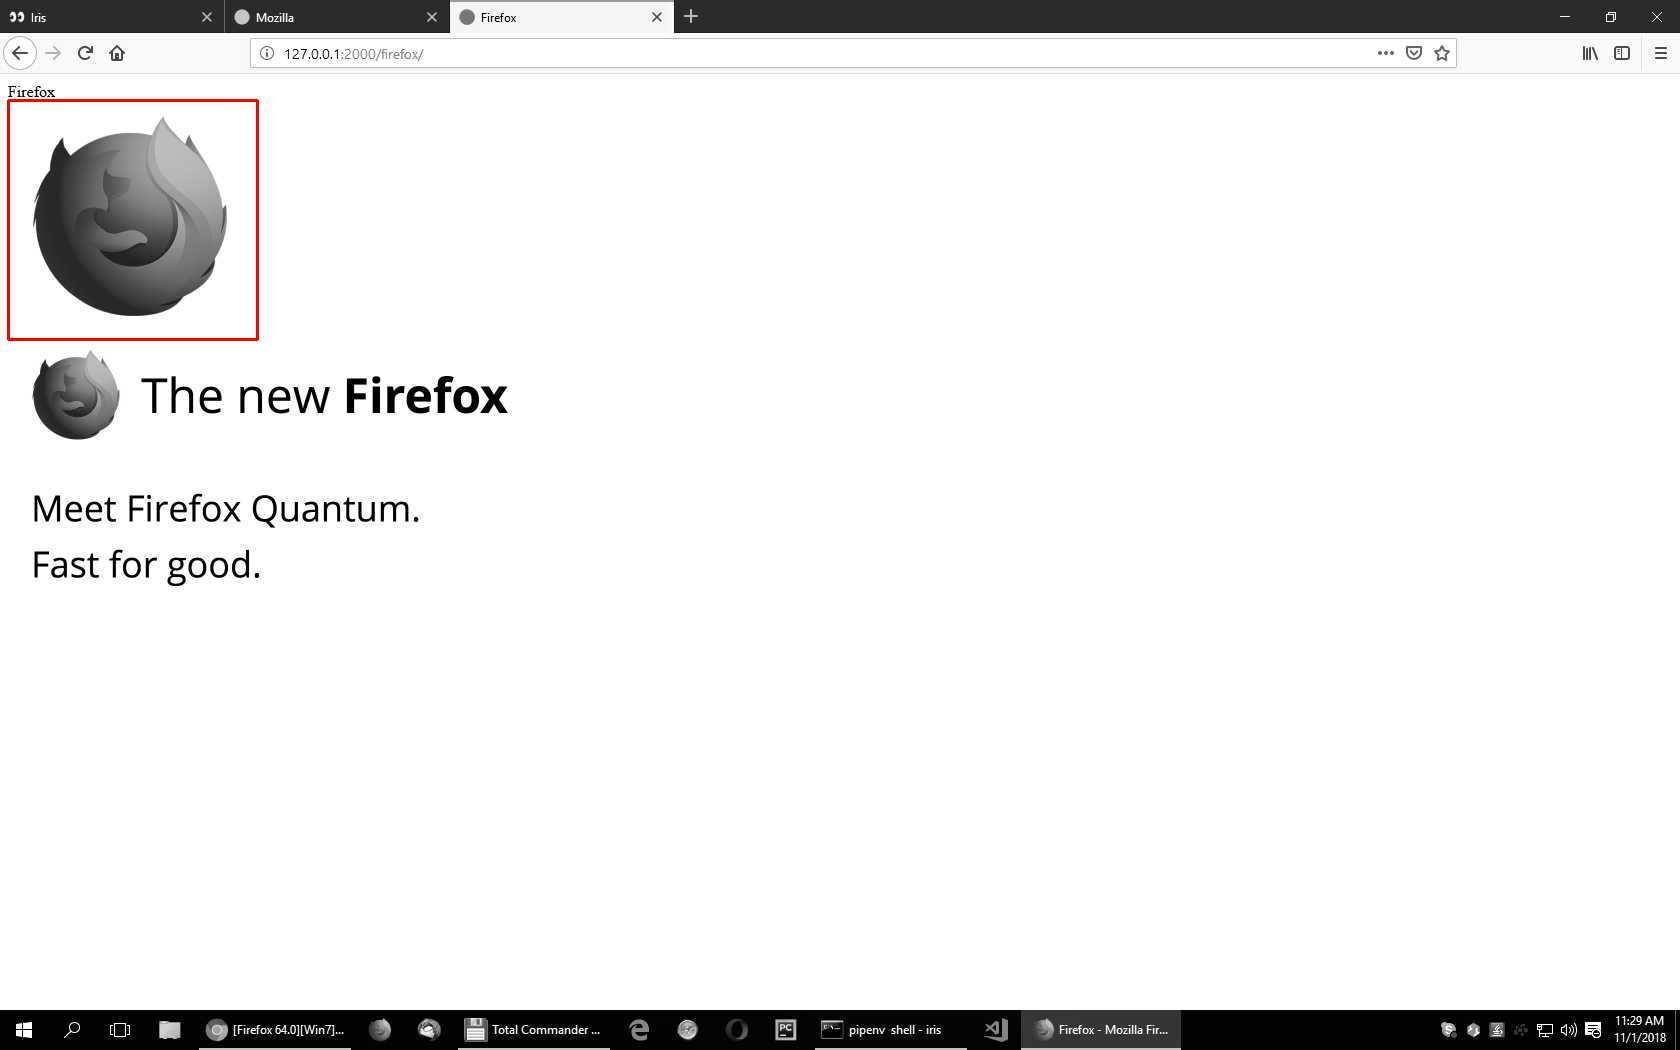 Iris
Mozilla
Firefox
127.0.0.1:2000/firefox/
Firefox
The new Firefox
Meet Firefox Quantum.
Fast for good.
[Firefox 64.0][Win7]...
Total Commander ...
PC
pipenv shell - iris
Firefox - Mozilla Fir...
11:29 AM
11/1/2018